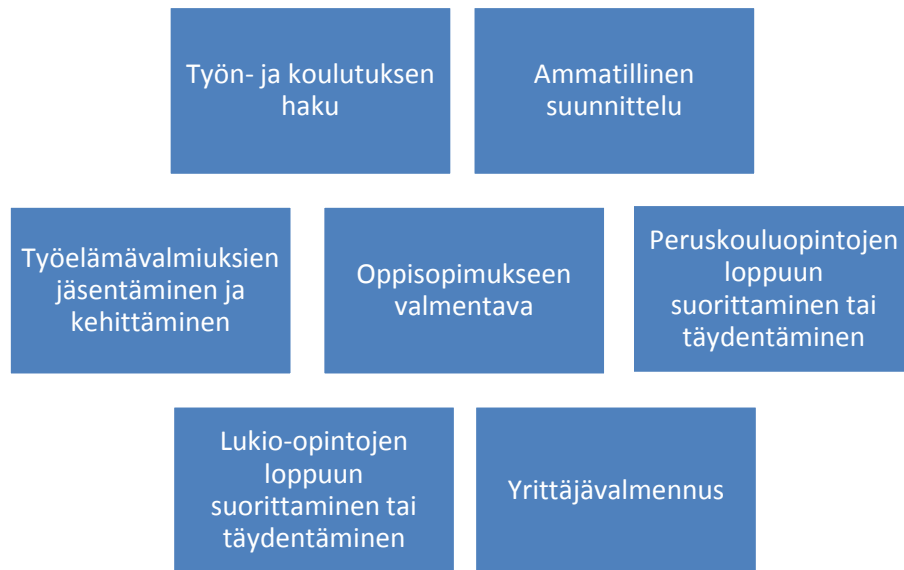 Työn- ja koulutuksen
haku
Ammatillinen
suunnittelu
Työelämävalmiuksien
jäsentäminen ja
kehittäminen
Oppisopimukseen
valmentava
Peruskouluopintojen
loppuun
suorittaminen tai
täydentäminen
Lukio-opintojen
loppuun
suorittaminen tai
täydentäminen
Yrittäjävalmennus